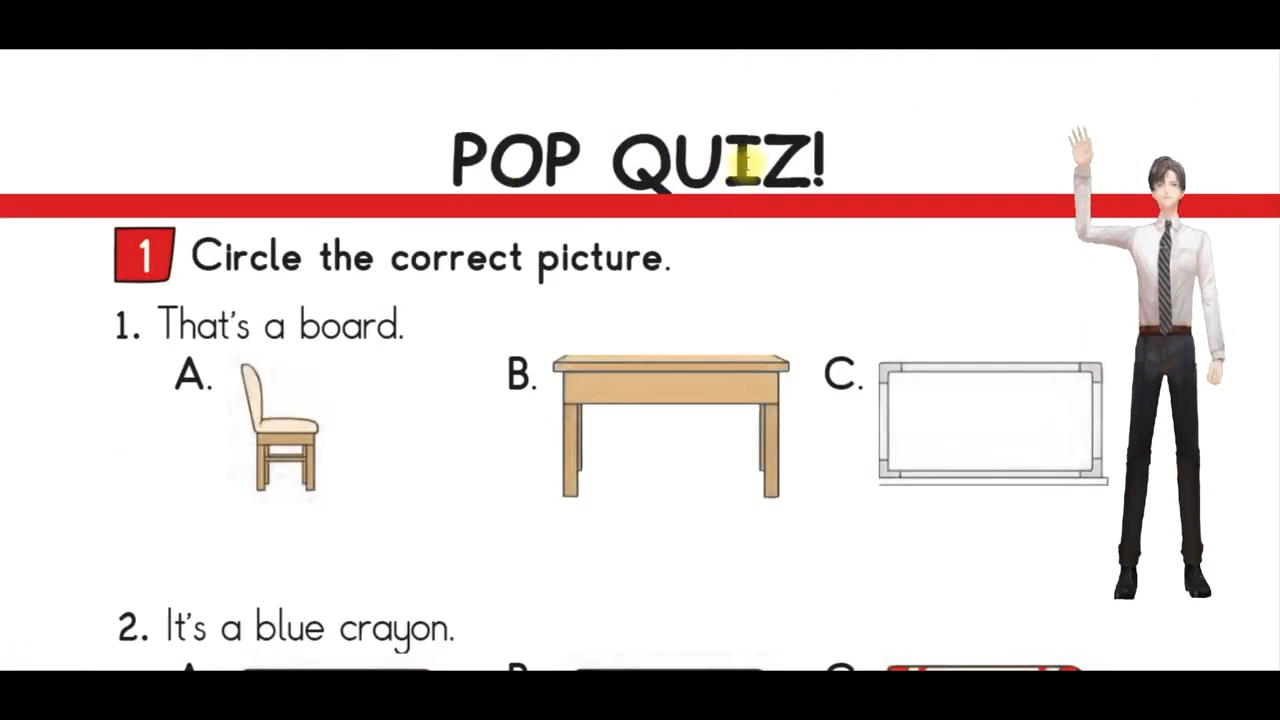 POP QUIZ!
1 Circle the correct picture.
1. That's a board.
A. B. C.
2. It's a blue crayon.